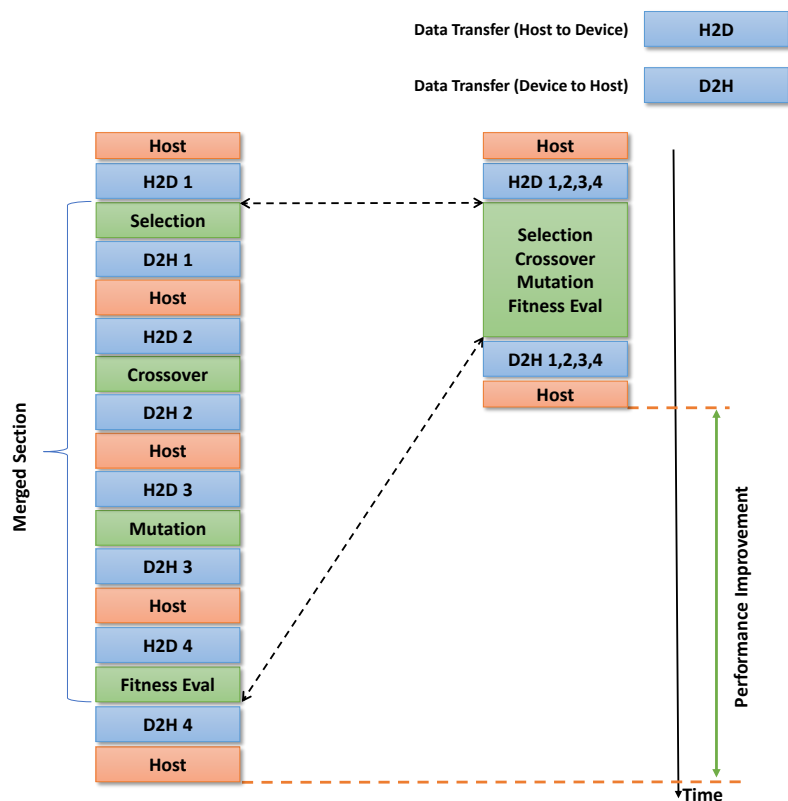 Data Transfer (Host to Device)
H2D
Data Transfer (Device to Host)
D2H
Host
H2D 1
Selection
D2H 1
Host
H2D 2
Crossover
D2H 2
Host
H2D 3
Mutation
D2H 3
Host
H2D 4
Fitness Eval
D2H 4
Host
Merged Section
Host
H2D 1,2,3,4
Selection
Crossover
Mutation
Fitness Eval
D2H 1,2,3,4
Host
Performance Improvement
Time